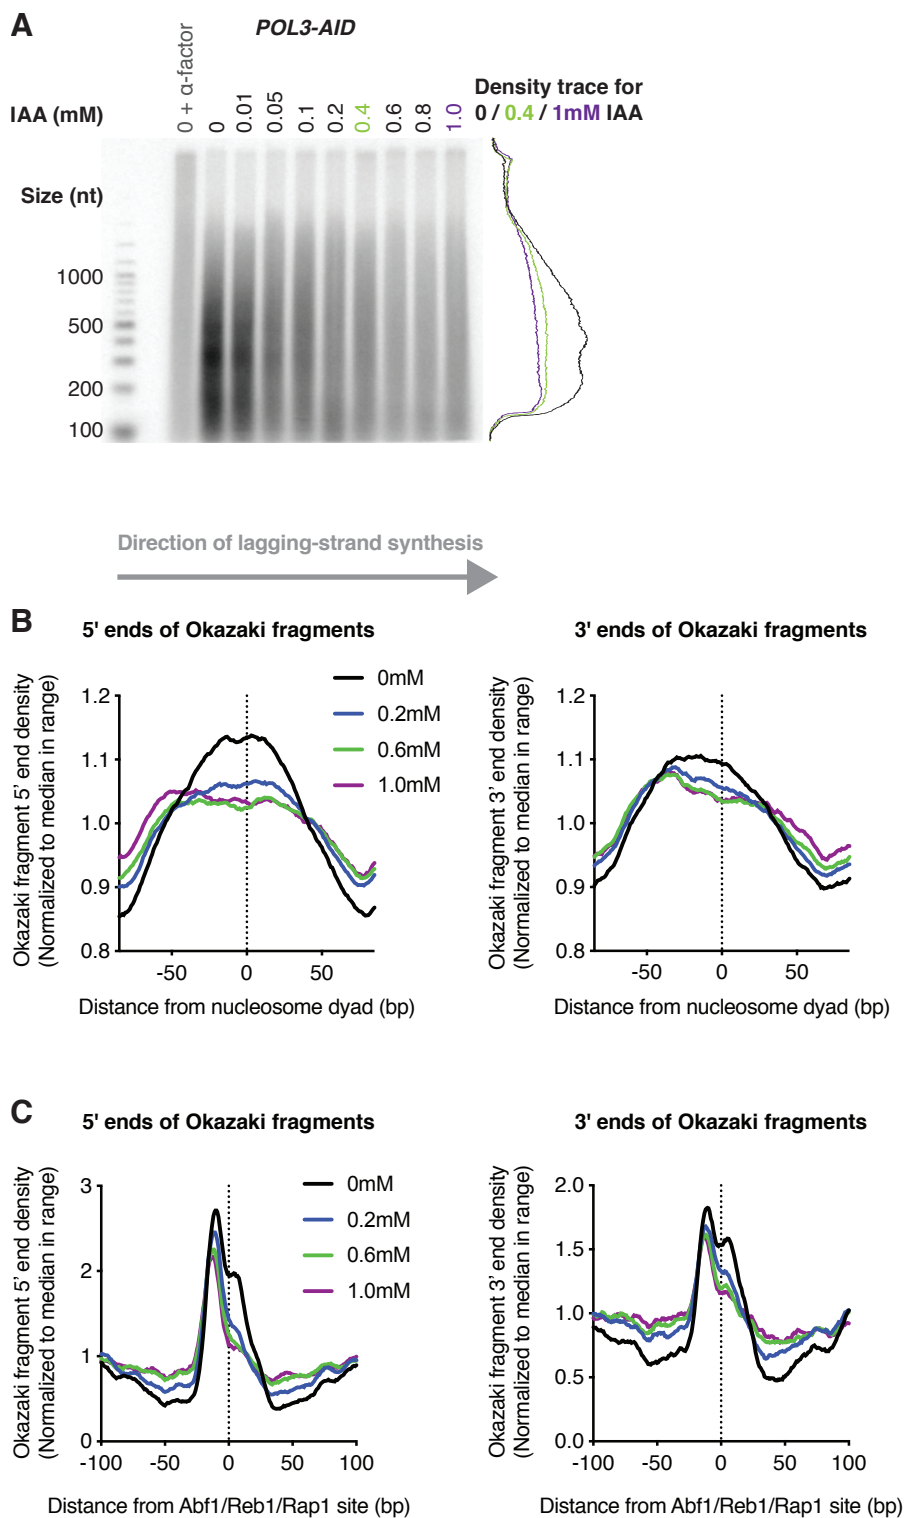 A
POL3-AID
IAA (mM)
0 + α-factor
0
0.01
0.05
0.1
0.2
0.4
0.6
0.8
1.0
Density trace for
0 / 0.4 / 1mM IAA
Size (nt)
1000
500
200
100
Direction of lagging-strand synthesis
B
5' ends of Okazaki fragments
Okazaki fragment 5' end density
(Normalized to median in range)
1.2
1.1
1.0
0.9
0.8
0mM
0.2mM
0.6mM
1.0mM
-50
0
50
Distance from nucleosome dyad (bp)
3' ends of Okazaki fragments
Okazaki fragment 3' end density
(Normalized to median in range)
1.2
1.1
1.0
0.9
0.8
-50
0
50
Distance from nucleosome dyad (bp)
C
5' ends of Okazaki fragments
Okazaki fragment 5' end density
(Normalized to median in range)
3
2
1
0
0mM
0.2mM
0.6mM
1.0mM
-100
-50
0
50
100
Distance from Abf1/Reb1/Rap1 site (bp)
3' ends of Okazaki fragments
Okazaki fragment 3' end density
(Normalized to median in range)
2.0
1.5
1.0
0.5
0.0
-100
-50
0
50
100
Distance from Abf1/Reb1/Rap1 site (bp)